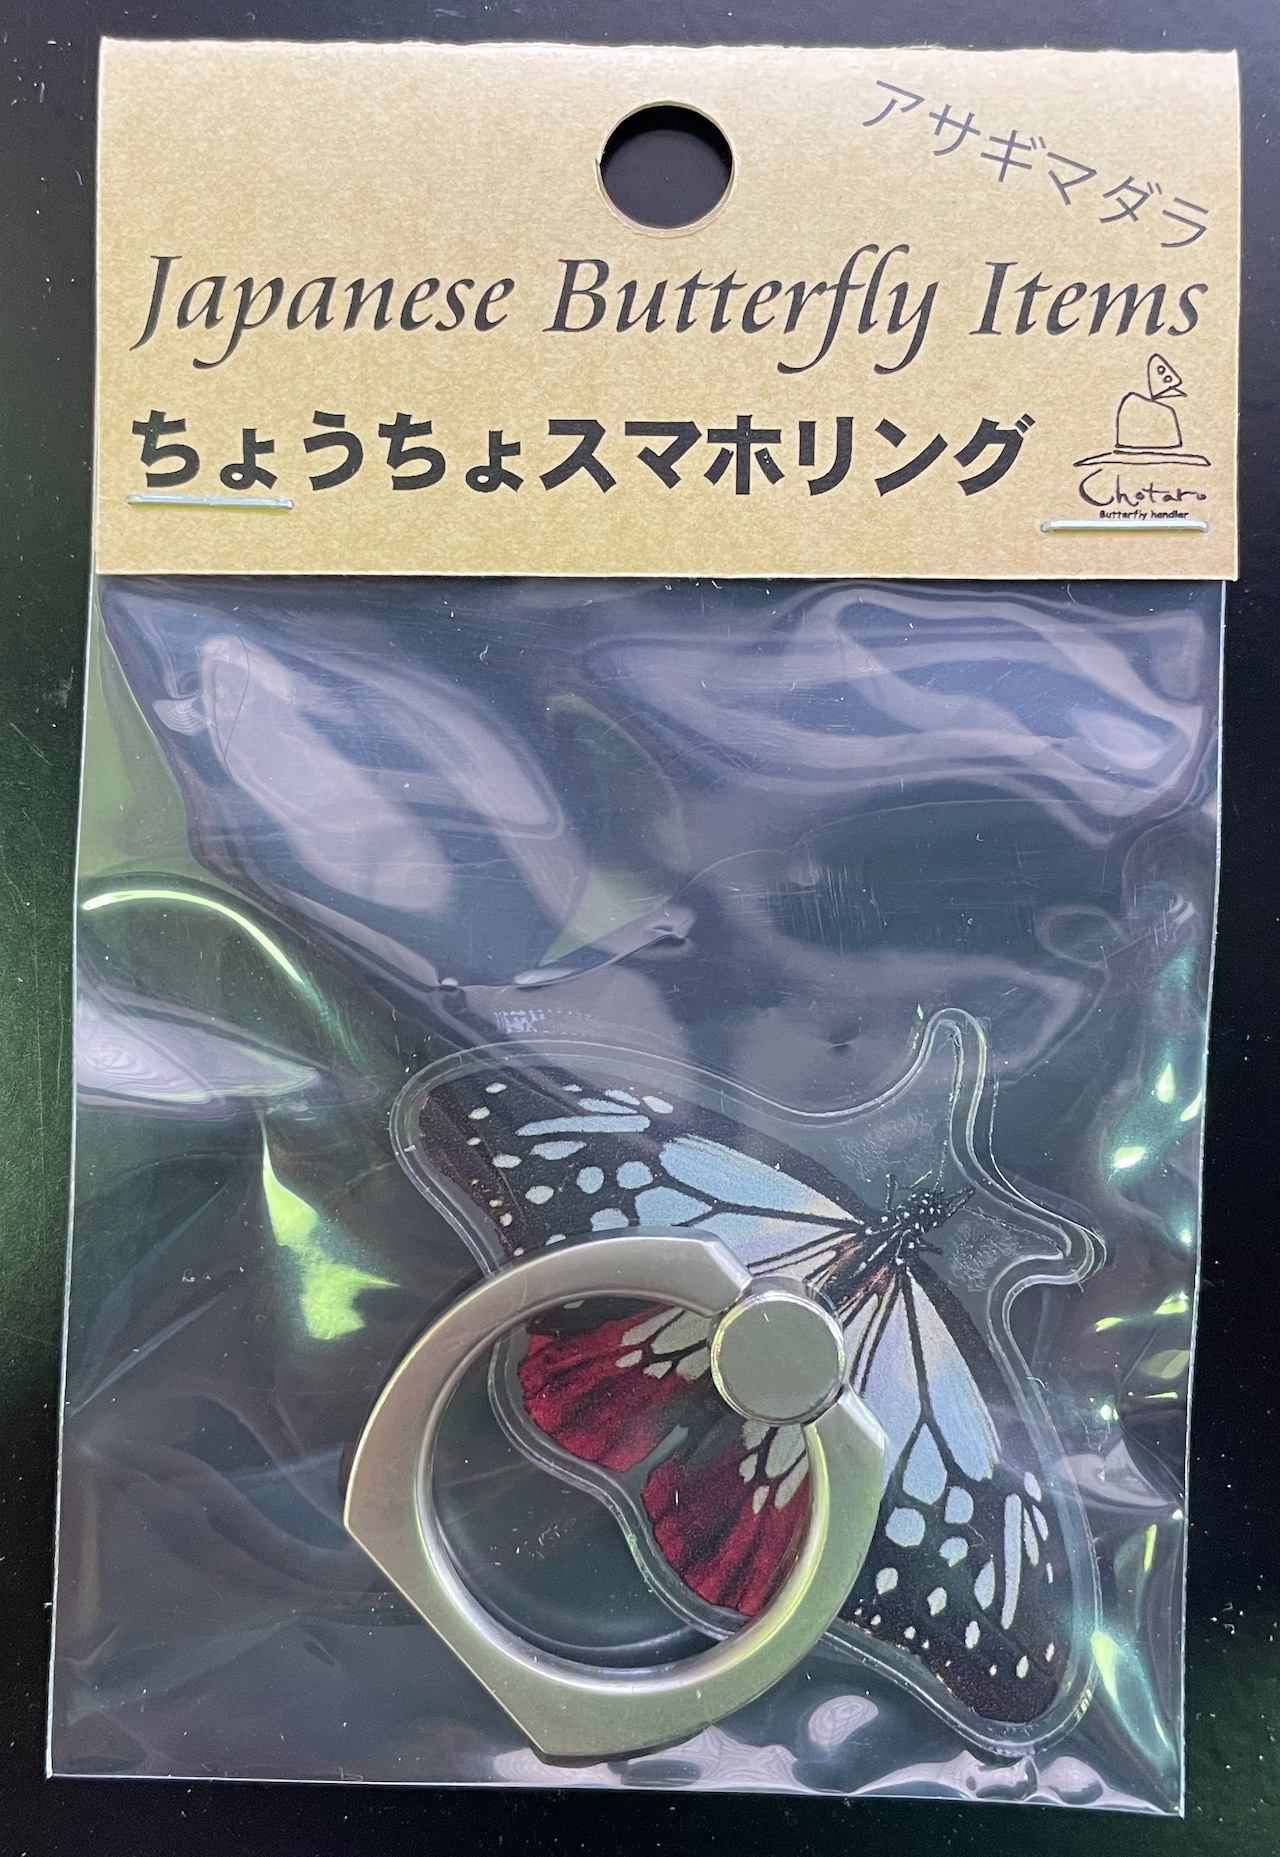 アサギマダラ
Japanese Butterfly Items
ちょうちょスマホリング
Chotaro
Butterfly handler